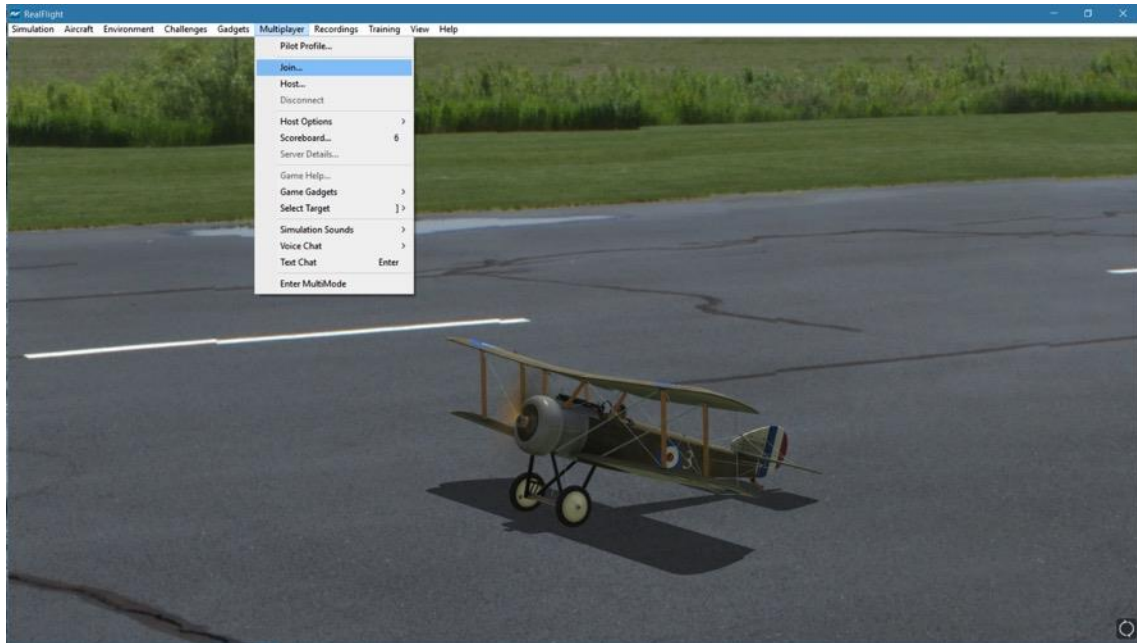 RealFlight
Simulation Aircraft Environment Challenges Gadgets Multiplayer Recordings Training View Help
Pilot Profile...
Join...
Host...
Disconnect
Host Options
Scoreboard... 6
Server Details...
Game Help...
Game Gadgets
Select Target ]
Simulation Sounds
Voice Chat
Text Chat Enter
Enter MultiMode
3